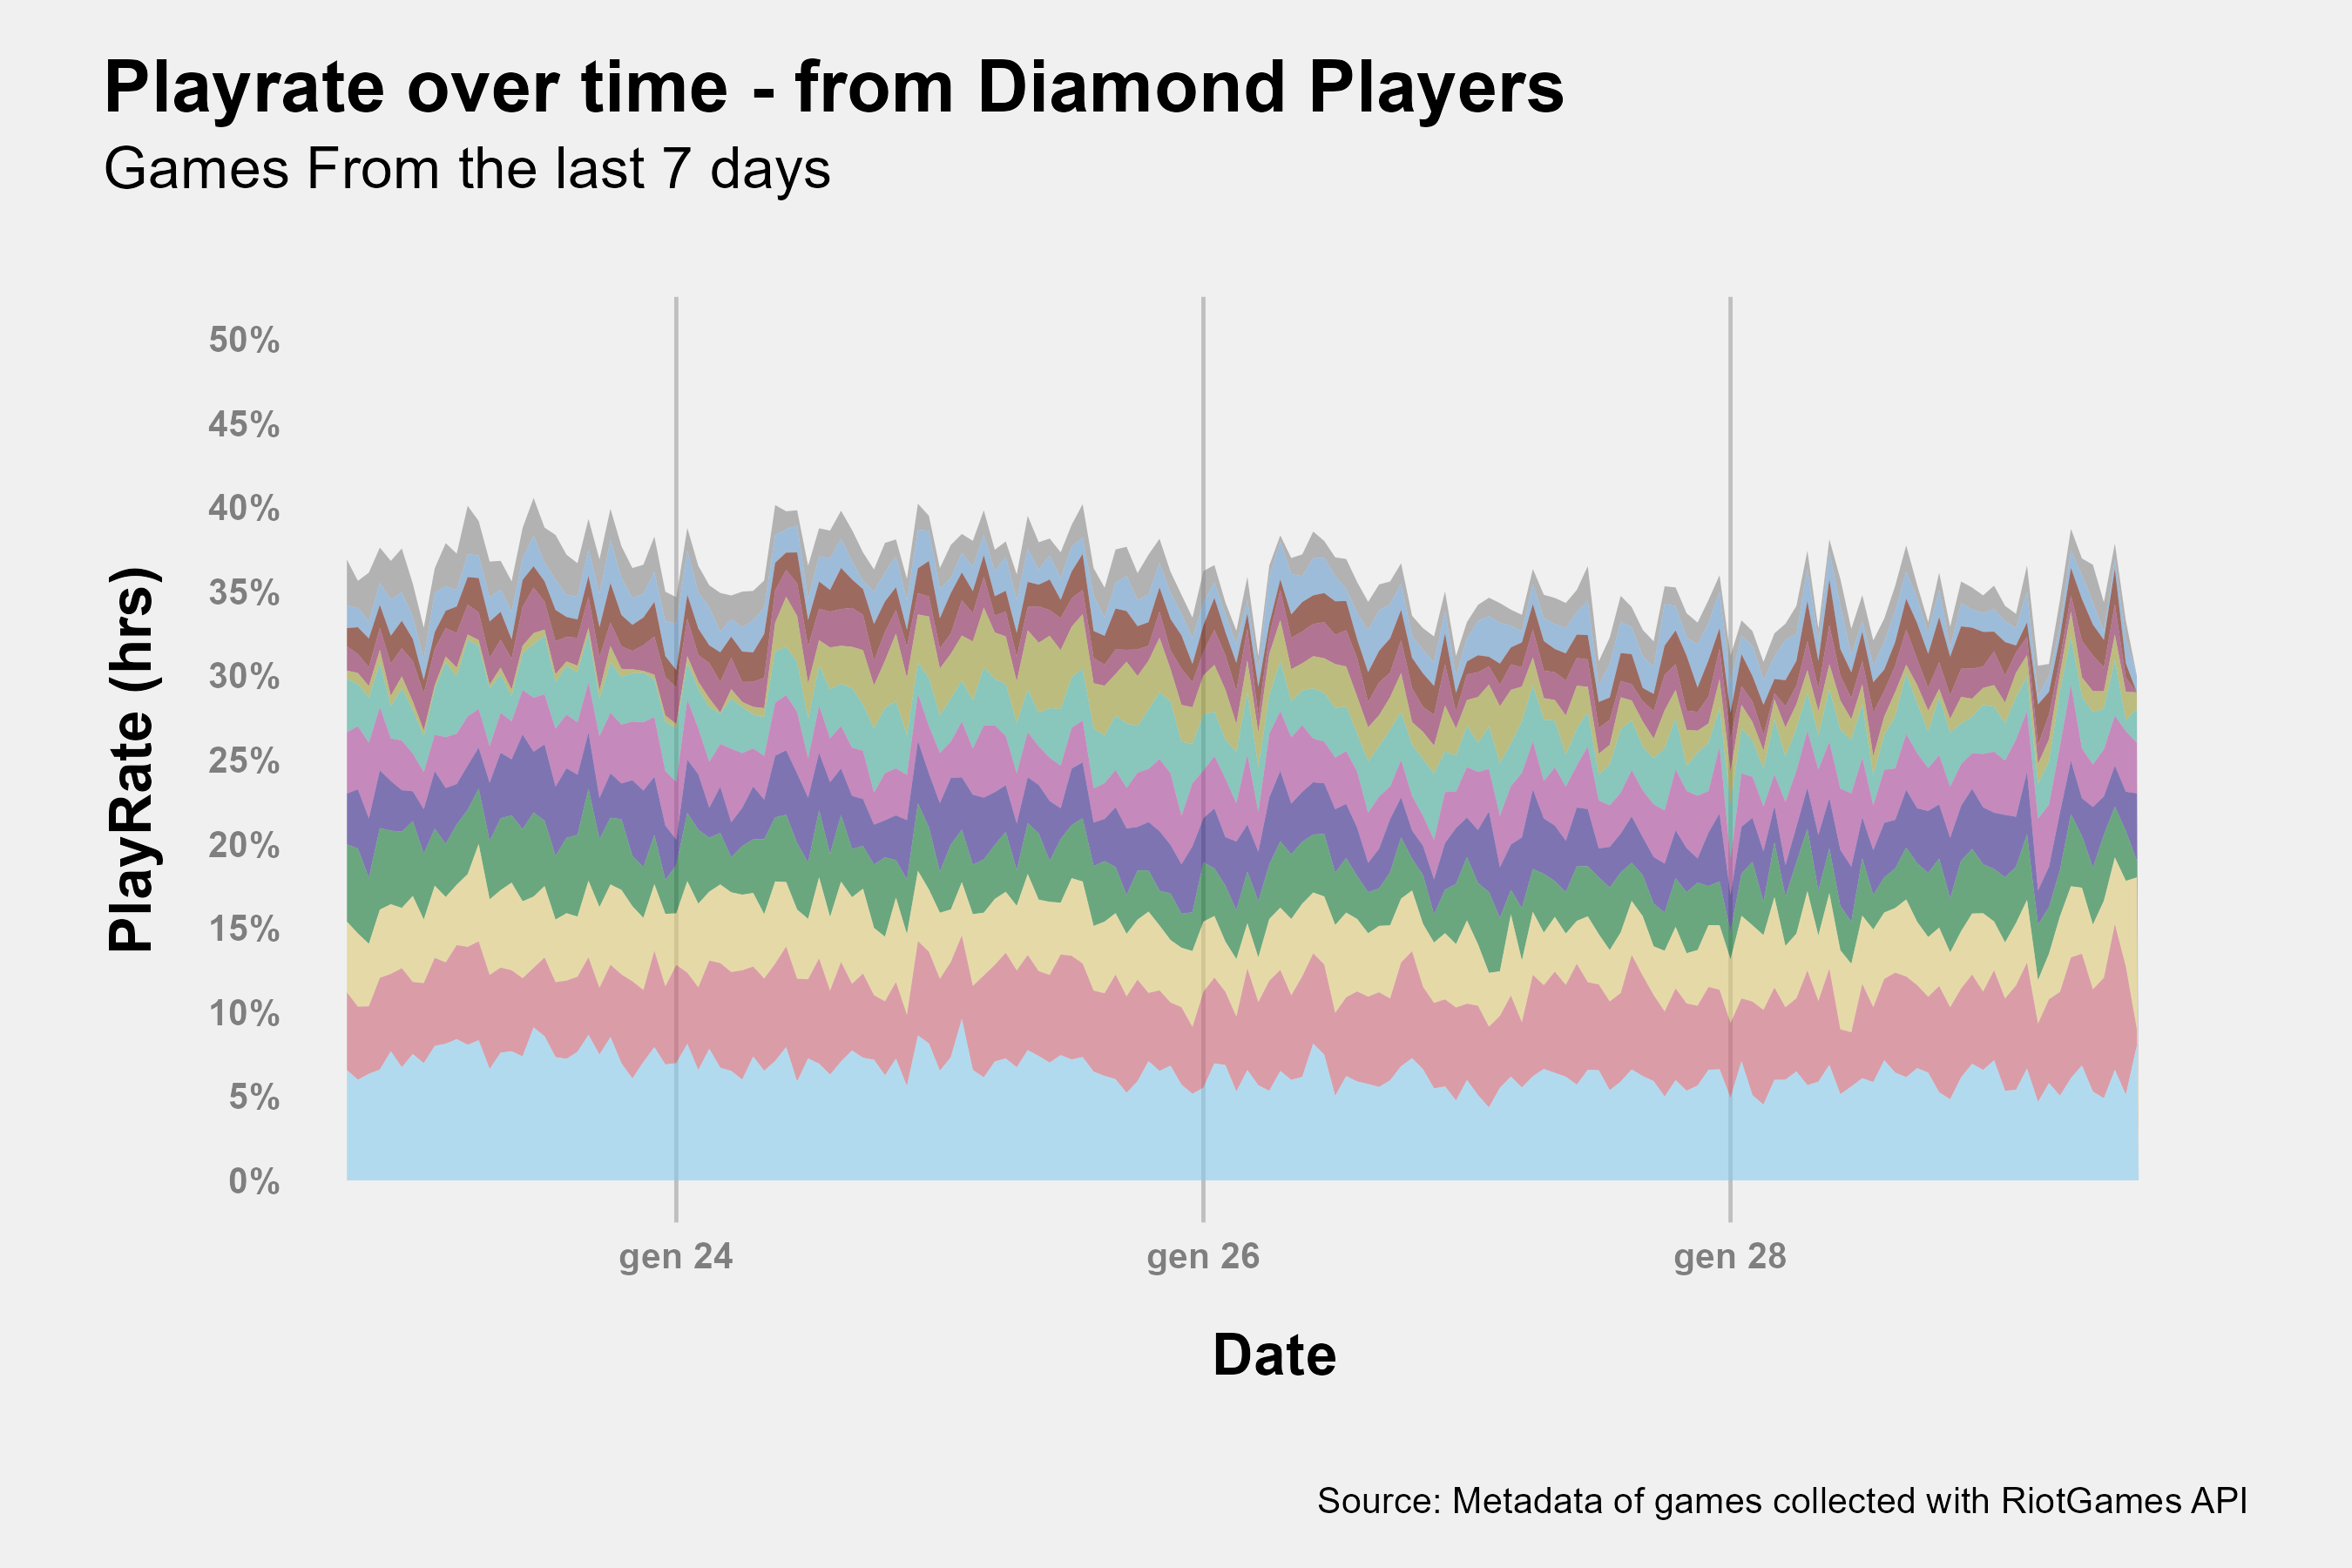 Playrate over time - from Diamond Players
Games From the last 7 days
PlayRate (hrs)
50%
45%
40%
35%
30%
25%
20%
15%
10%
5%
0%
gen 24
gen 26
gen 28
Date
Source: Metadata of games collected with RiotGames API